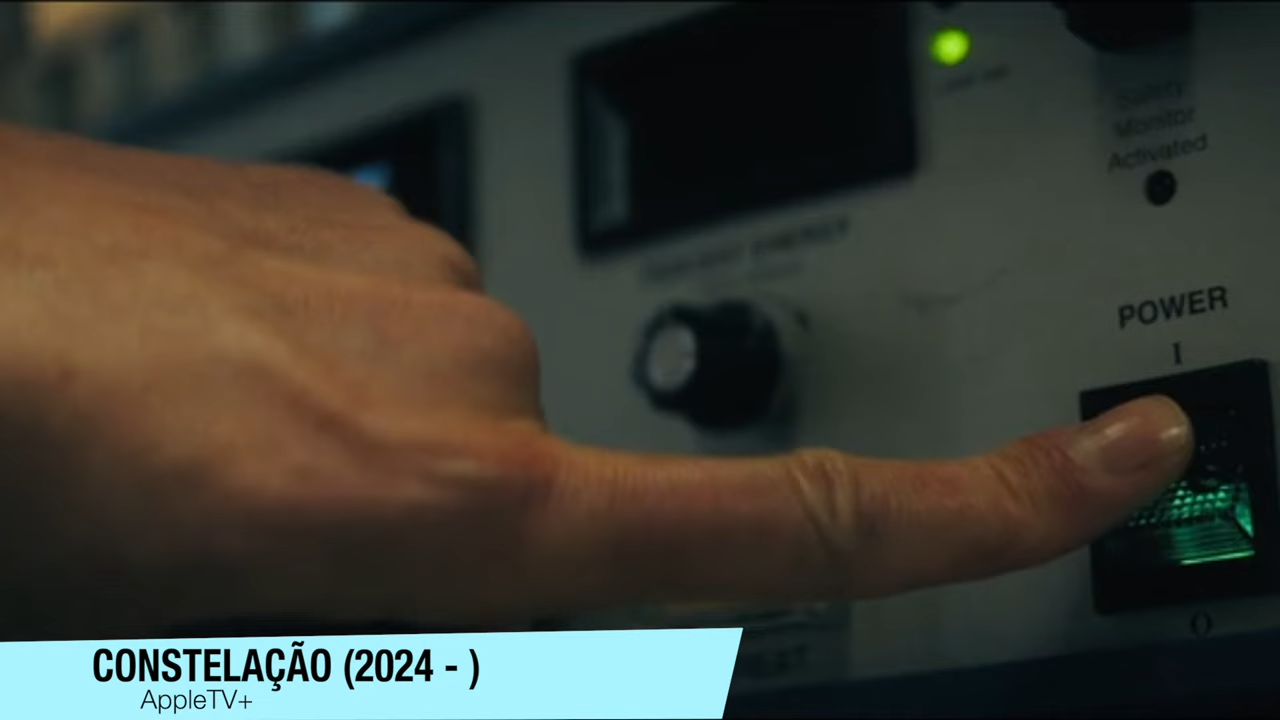 Safety
Monitor
Activated
POWER
I
O
CONSTELAÇÃO (2024 - )
AppleTV+